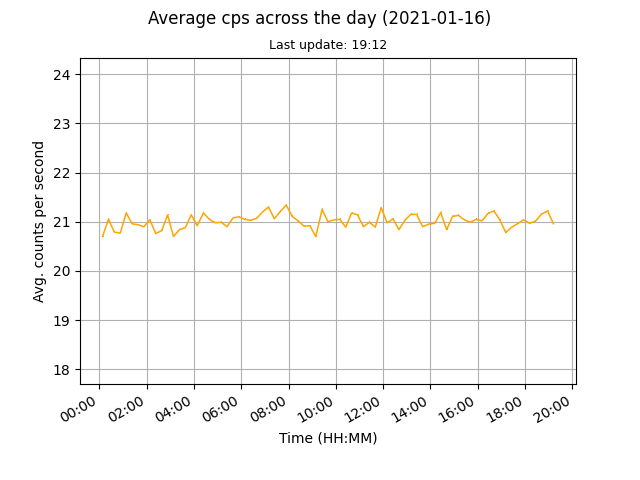 Average cps across the day (2021-01-16)
Last update: 19:12
24
23
22
21
20
19
18
Avg. counts per second
00:00 02:00 04:00 06:00 08:00 10:00 12:00 14:00 16:00 18:00 20:00
Time (HH:MM)